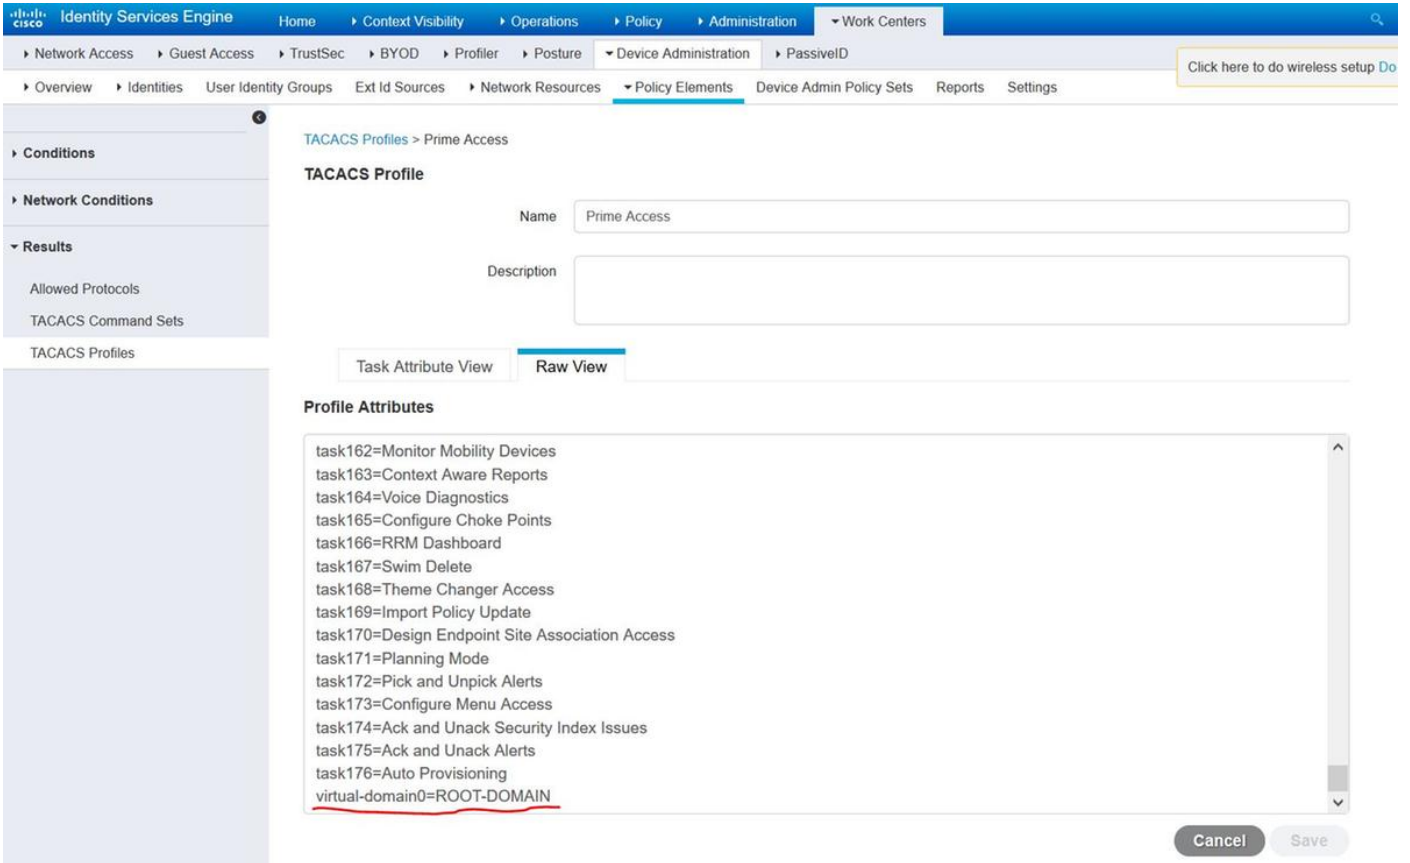 cisco Identity Services Engine Home Context Visibility Operations Policy Administration Work Centers
Network Access Guest Access TrustSec BYOD Profiler Posture Device Administration PassiveID
Click here to do wireless setup Do
Overview Identities User Identity Groups Ext Id Sources Network Resources Policy Elements Device Admin Policy Sets Reports Settings
Conditions
Network Conditions
Results
Allowed Protocols
TACACS Command Sets
TACACS Profiles
TACACS Profiles > Prime Access
TACACS Profile
Name Prime Access
Description
Task Attribute View Raw View
Profile Attributes
task162=Monitor Mobility Devices
task163=Context Aware Reports
task164=Voice Diagnostics
task165=Configure Choke Points
task166=RRM Dashboard
task167=Swim Delete
task168=Theme Changer Access
task169=Import Policy Update
task170=Design Endpoint Site Association Access
task171=Planning Mode
task172=Pick and Unpick Alerts
task173=Configure Menu Access
task174=Ack and Unack Security Index Issues
task175=Ack and Unack Alerts
task176=Auto Provisioning
virtual-domain0=ROOT-DOMAIN
Cancel Save